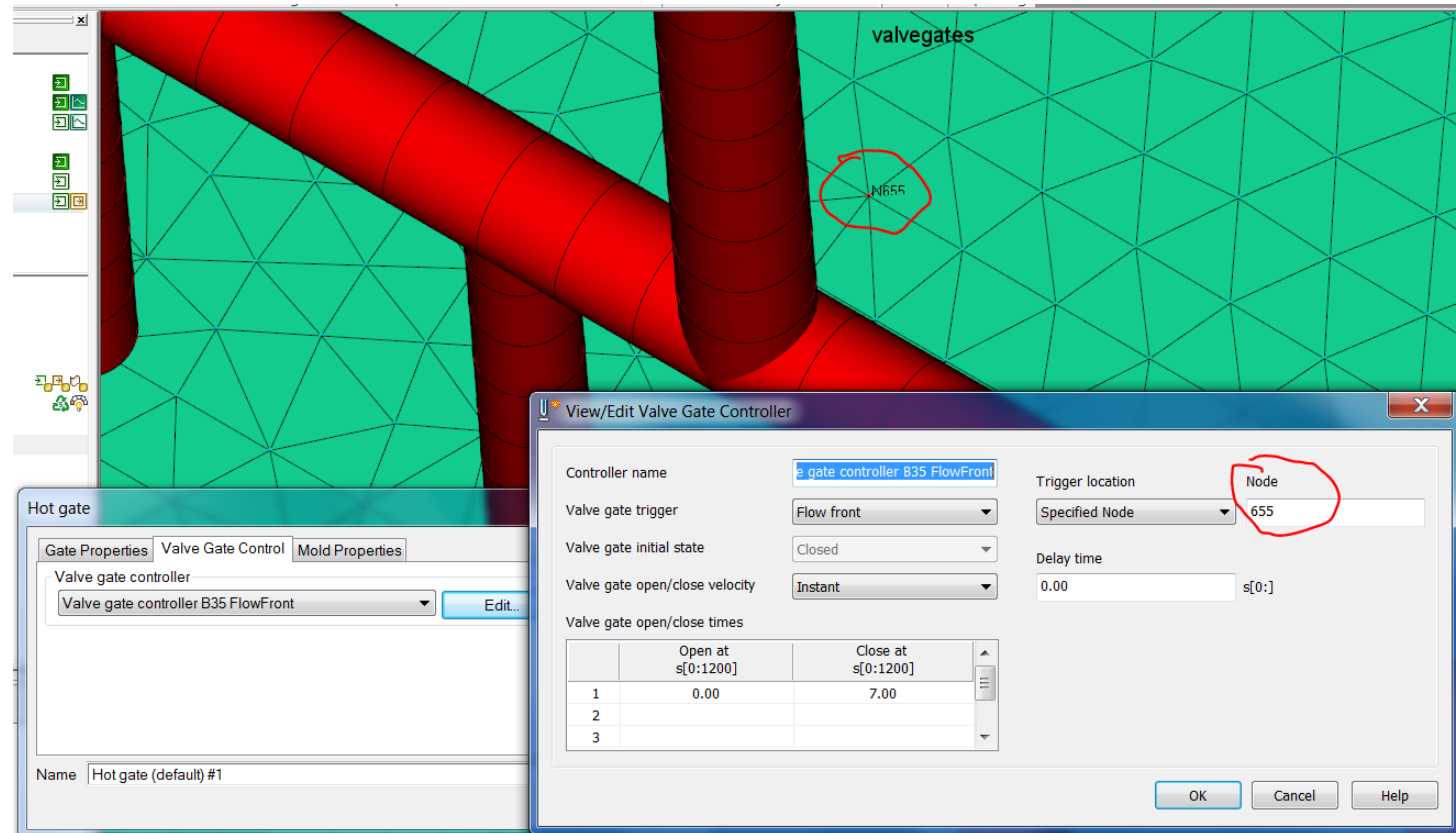 valvegates
N655
View/Edit Valve Gate Controller
Controller name
e gate controller B35 FlowFront
Trigger location
Node
Valve gate trigger
Flow front
Specified Node
655
Valve gate initial state
Closed
Delay time
Valve gate open/close velocity
Instant
0.00
s[0:]
Valve gate open/close times
Open at
s[0:1200]
Close at
s[0:1200]
1 0.00 7.00
2
3
OK
Cancel
Help
Hot gate
Gate Properties
Valve Gate Control
Mold Properties
Valve gate controller
Valve gate controller B35 FlowFront
Edit...
Name
Hot gate (default) #1